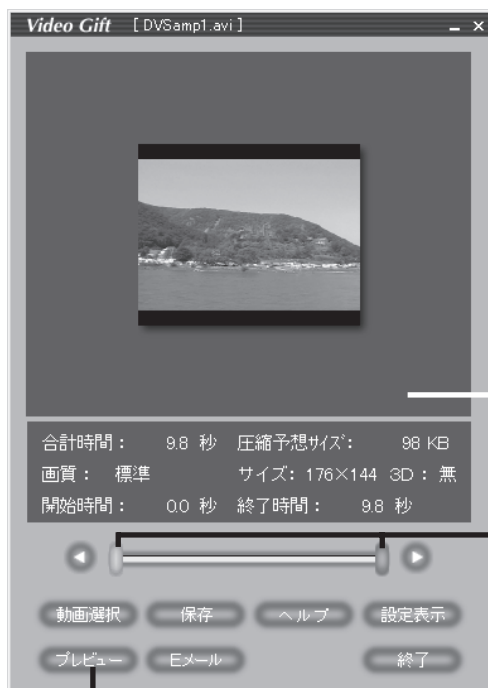 Video Gift [DVSamp1.avi]
合計時間： 9.8 秒 圧縮予想サイズ： 98 KB
画質： 標準 サイズ：176×144 3D：無
開始時間： 0.0 秒 終了時間： 9.8 秒
動画選択 保存 ヘルプ 設定表示
プレビュー Eメール 終了